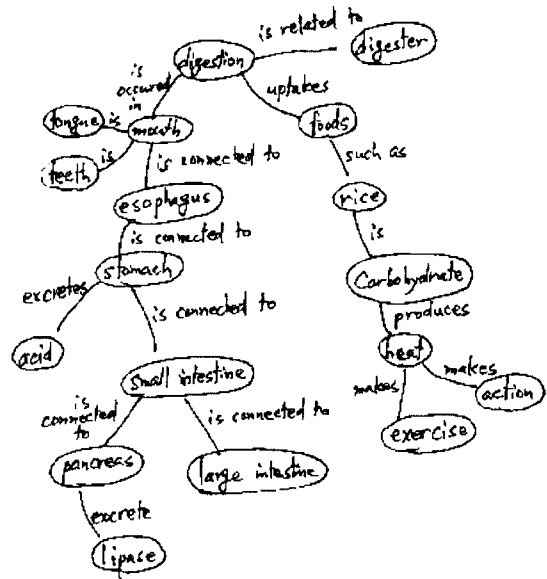 is related to
digester
digestion
is
occured
in
uptakes
foods
tongue
is
mouth
teeth
is
such as
is connected to
rice
esophagus
is connected to
is
stomach
excretes
Carbohydrate
is connected to
produces
acid
heat
makes
small intestine
action
is
connected
to
is connected to
makes
exercise
pancreas
large intestine
excrete
lipase